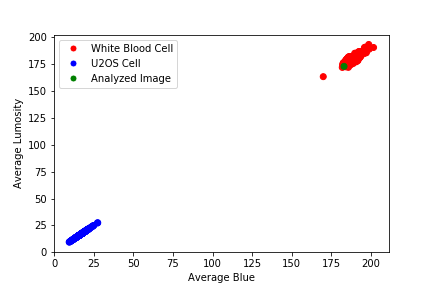 200
175
150
125
100
75
50
25
0
Average Lumosity
White Blood Cell
U2OS Cell
Analyzed Image
0 25 50 75 100 125 150 175 200
Average Blue